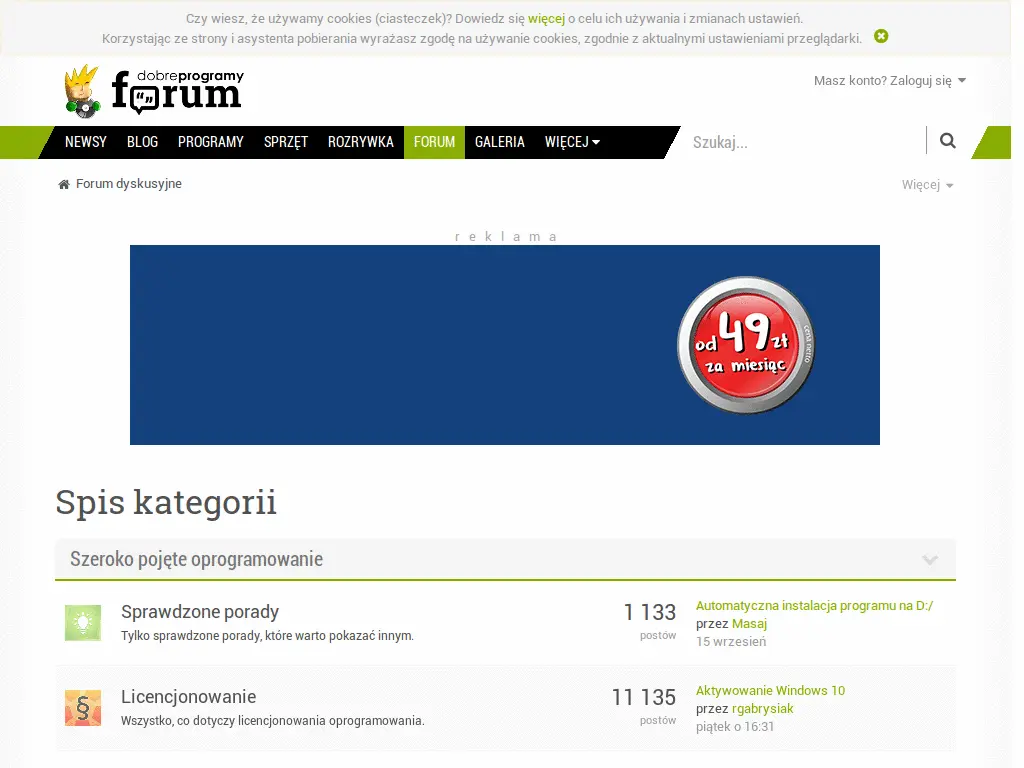 Czy wiesz, że używamy cookies (ciasteczek)? Dowiedz się więcej o celu ich używania i zmianach ustawień.
Korzystając ze strony i asystenta pobierania wyrażasz zgodę na używanie cookies, zgodnie z aktualnymi ustawieniami przeglądarki.
dobreprogramy
forum
Masz konto? Zaloguj się
NEWSY BLOG PROGRAMY SPRZĘT ROZRYWKA FORUM GALERIA WIĘCEJ Szukaj...
Forum dyskusyjne Więcej
reklama
od 49 zł
za miesiąc
cena netto
Spis kategorii
Szeroko pojęte oprogramowanie
Sprawdzone porady
Tylko sprawdzone porady, które warto pokazać innym.
1 133
postów
Automatyczna instalacja programu na D:/
przez Masaj
15 wrzesień
Licencjonowanie
Wszystko, co dotyczy licencjonowania oprogramowania.
11 135
postów
Aktywowanie Windows 10
przez rgabrysiak
piątek o 16:31